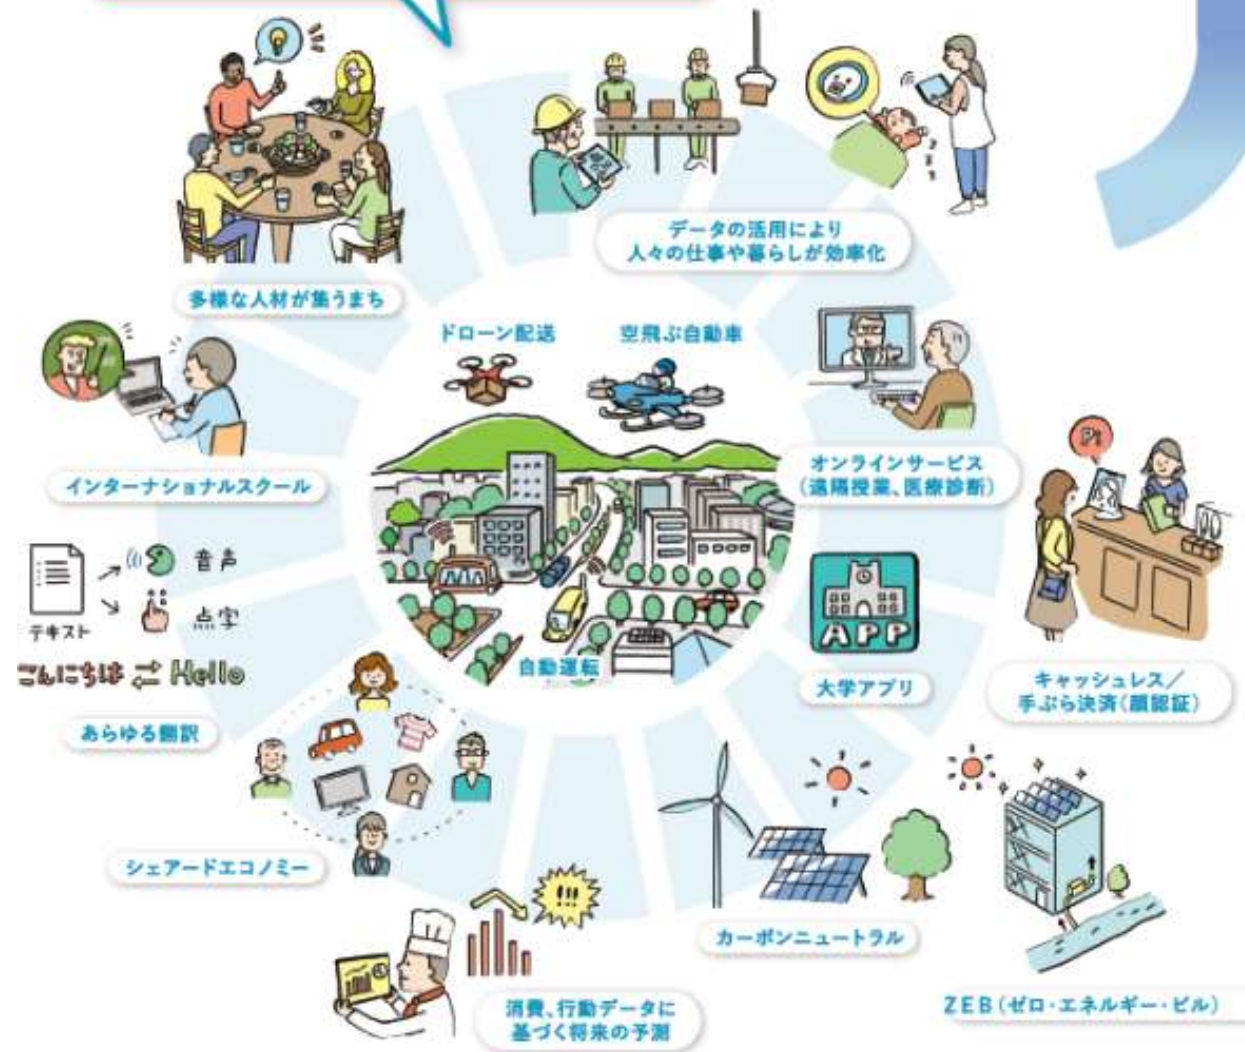 多様な人材が集うまち
データの活用により
人々の仕事や暮らしが効率化
ドローン配送
空飛ぶ自動車
インターナショナルスクール
オンラインサービス
(遠隔授業、医療診断)
Pi
テキスト
音声
点字
こんにちは ⇄ Hello
あらゆる翻訳
自動運転
APP
大学アプリ
キャッシュレス/
手ぶら決済(顔認証)
シェアードエコノミー
!!!
カーボンニュートラル
消費、行動データに
基づく将来の予測
ZEB(ゼロ・エネルギー・ビル)